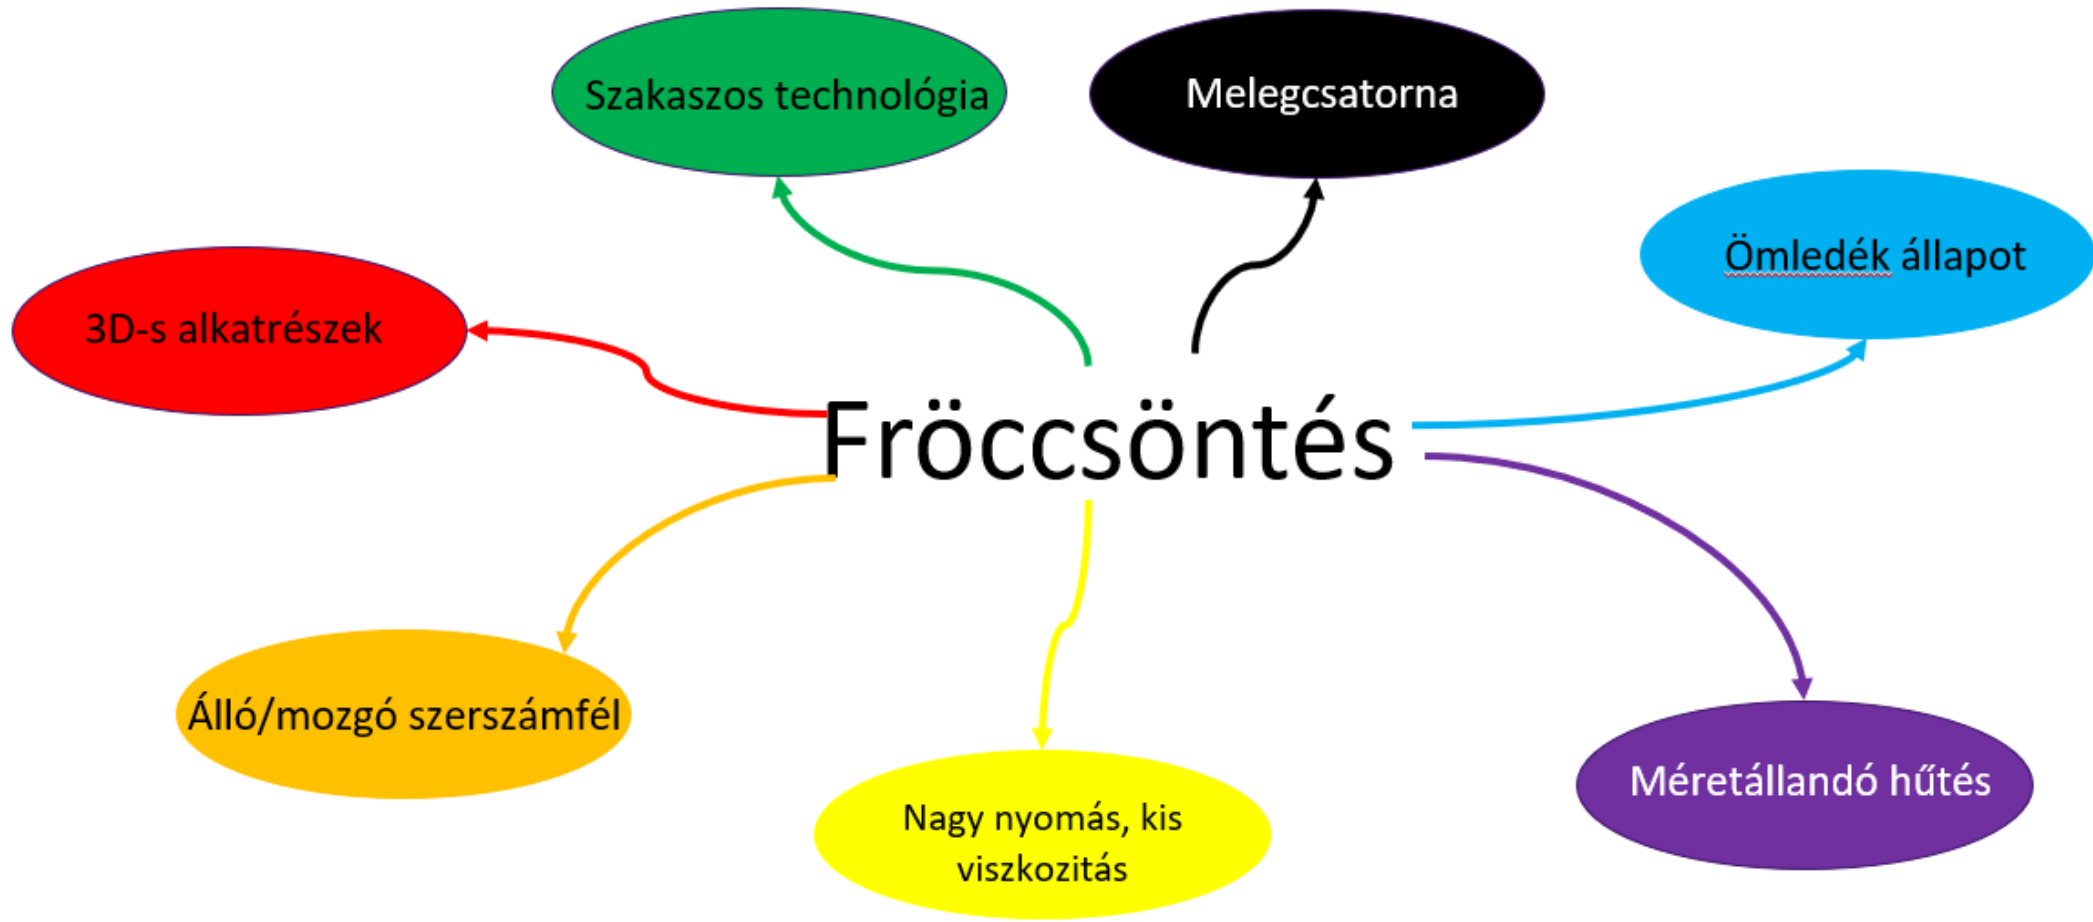 Szakaszos technológia
Melegcsatorna
Ömledék állapot
3D-s alkatrészek
Fröccsöntés
Álló/mozgó szerszámfél
Méretállandó hűtés
Nagy nyomás, kis
viszkozitás